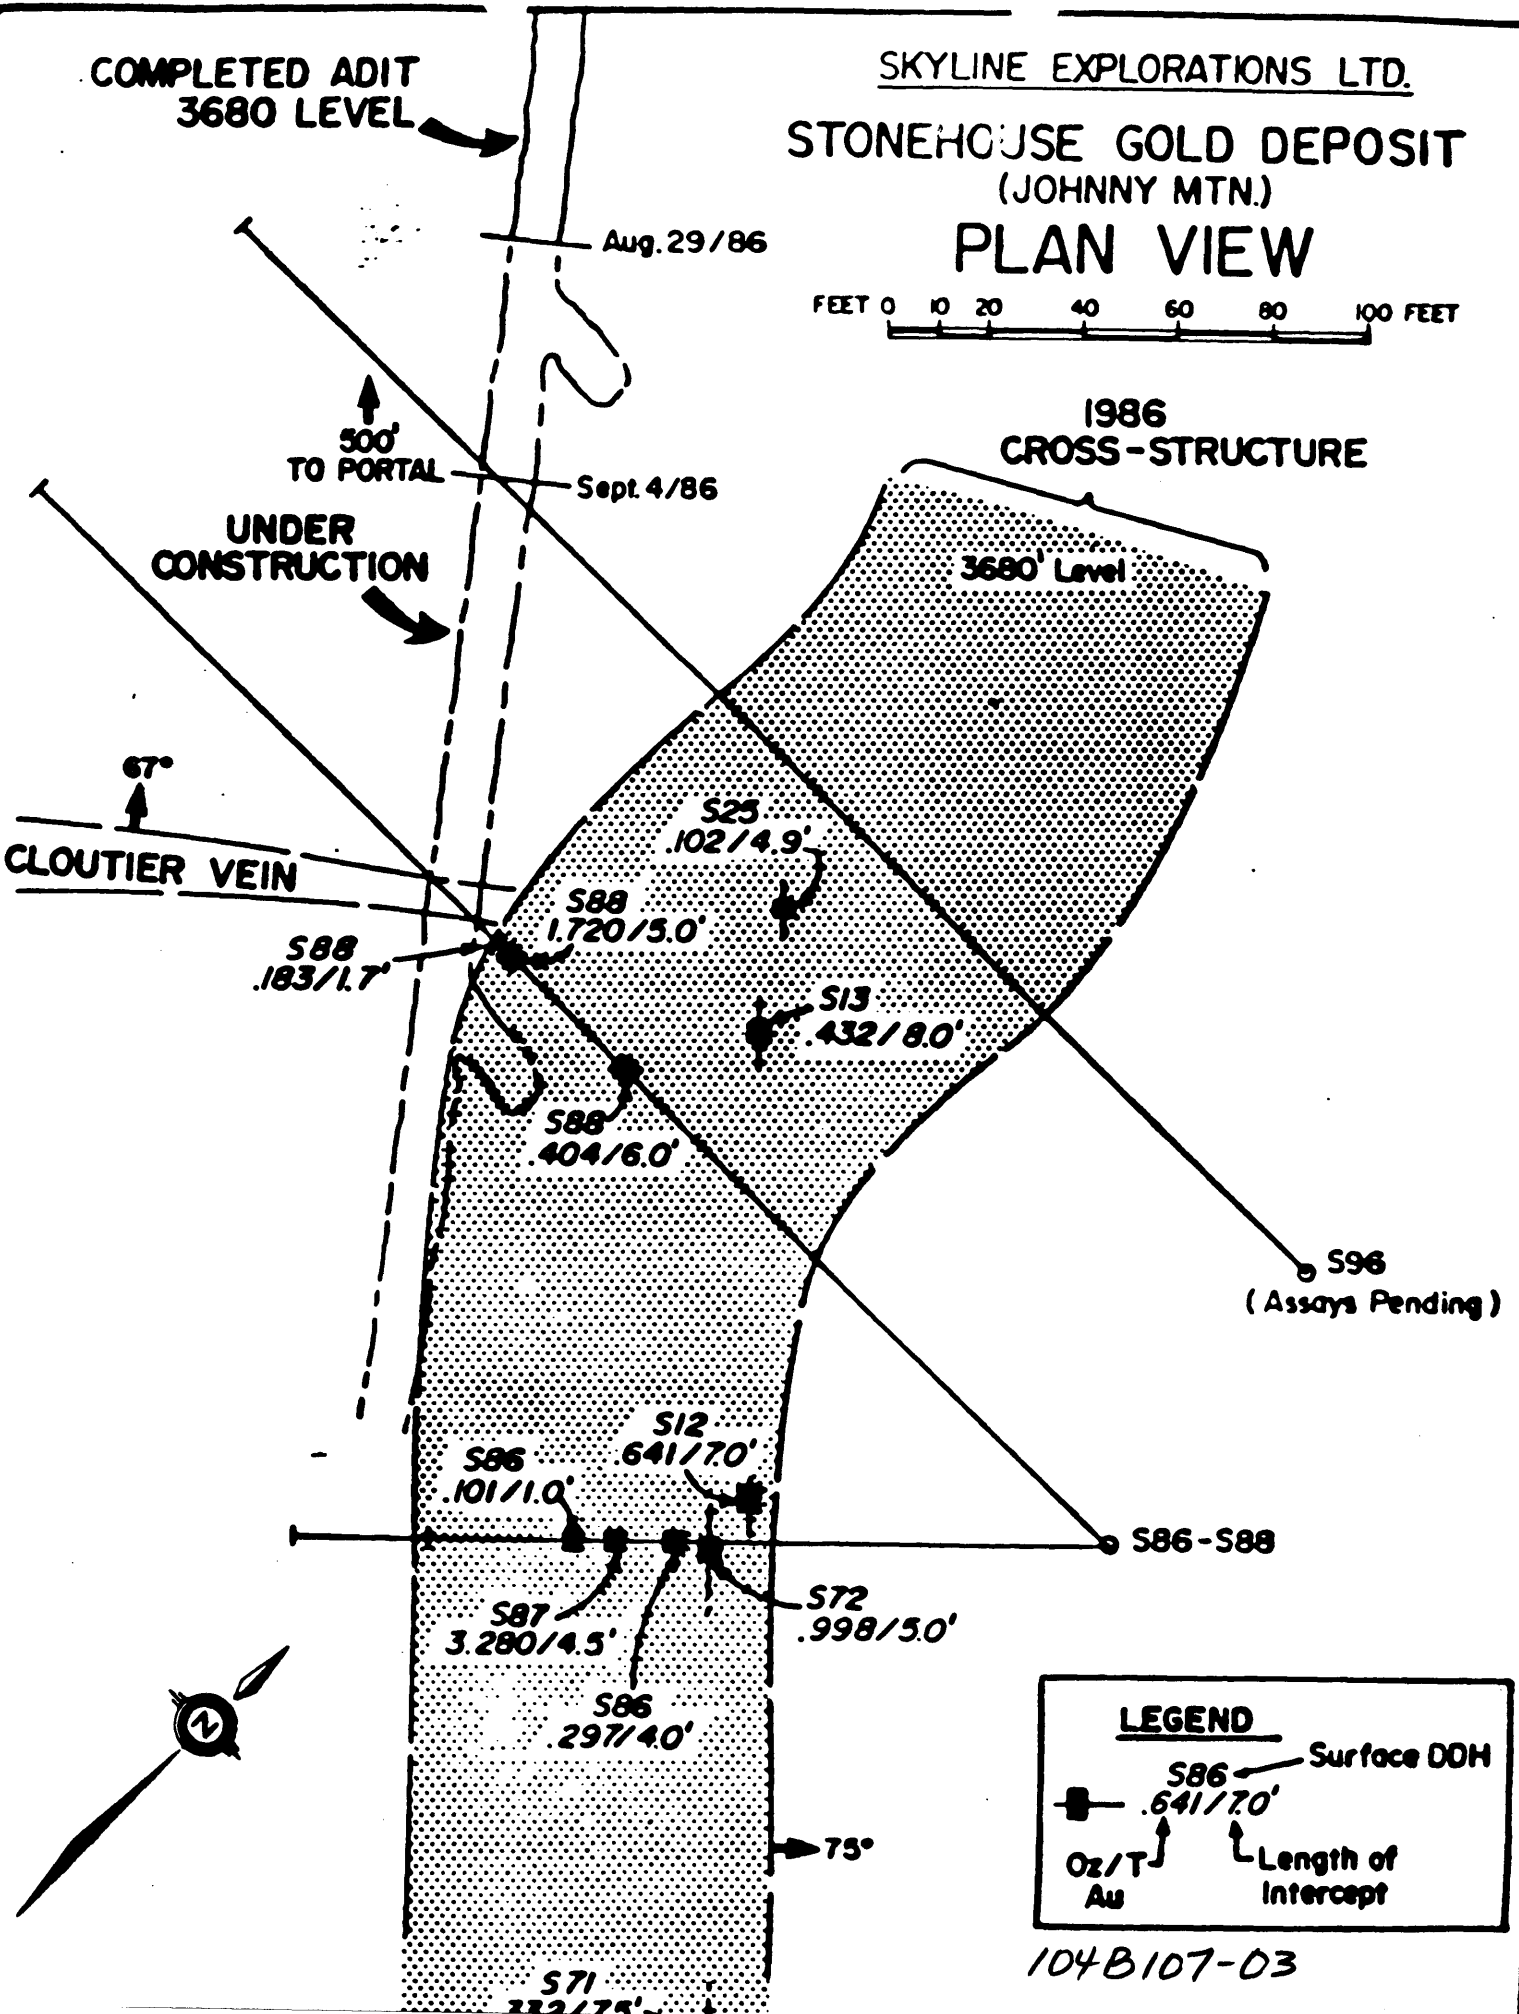 SKYLINE EXPLORATIONS LTD.
STONEHOUSE GOLD DEPOSIT
(JOHNNY MTN.)
PLAN VIEW
FEET 0 10 20 40 60 80 100 FEET
COMPLETED ADIT
3680 LEVEL
Aug. 29/86
500'
TO PORTAL
Sept. 4/86
UNDER
CONSTRUCTION
1986
CROSS-STRUCTURE
3680' Level
67°
CLOUTIER VEIN
S25
.102/4.9'
S88
1.720/5.0'
S88
.183/1.7'
S13
.432/8.0'
S88
.404/6.0'
S96
(Assays Pending)
S12
.641/7.0'
S86
.101/1.0'
S86-S88
S72
.998/5.0'
S87
3.280/4.5'
S86
.297/4.0'
N
75°
LEGEND
S86
Surface DDH
.641/7.0'
Oz/T
Au
Length of
Intercept
S71
104B107-03